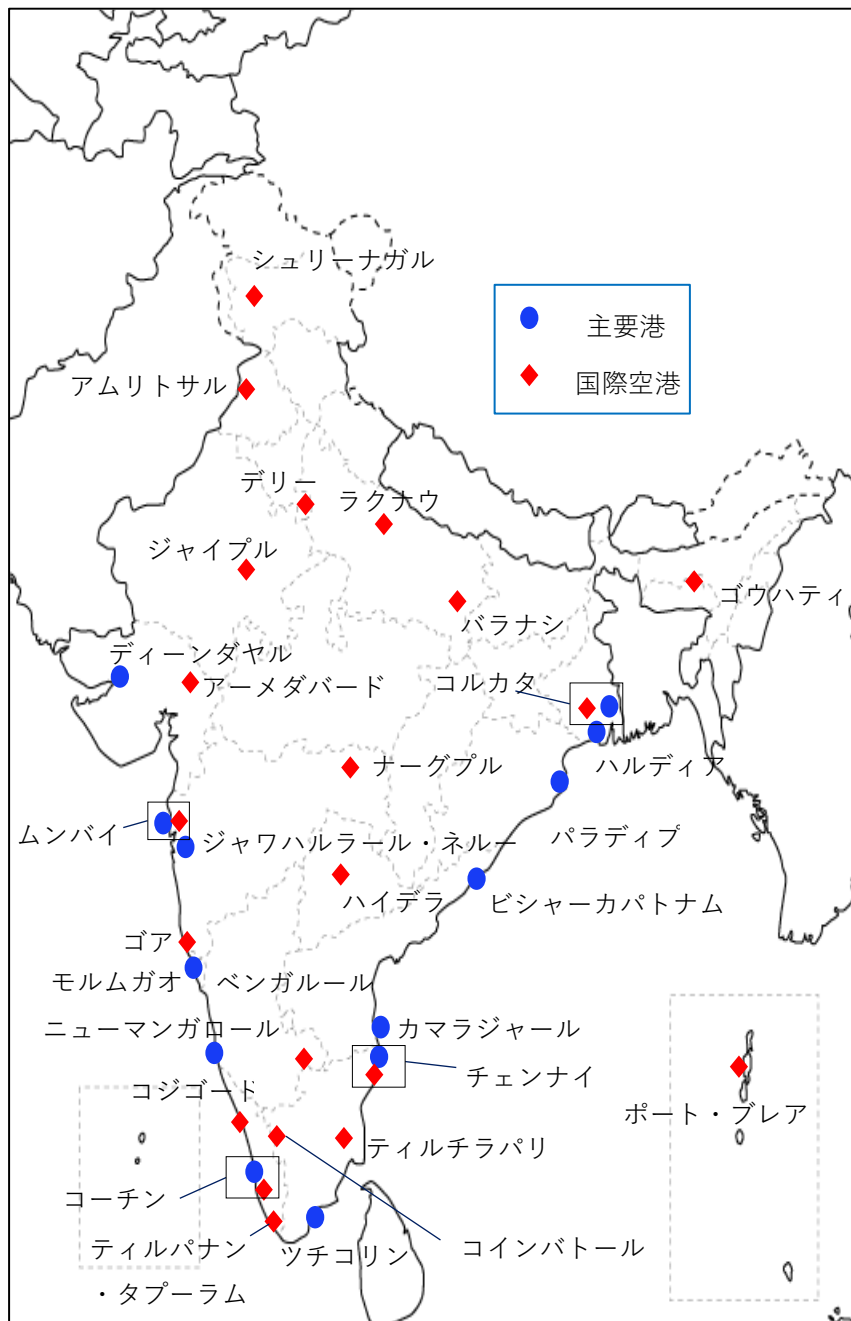 シュリーナガル
主要港
国際空港
アムリトサル
デリー
ラクナウ
ジャイプル
ゴウハティ
バラナシ
ディーンダヤル
アーメダバード
コルカタ
ナーグプル
ハルディア
ムンバイ
ジャワハルラール・ネルー
パラディプ
ハイデラ
ビシャーカパトナム
ゴア
モルムガオ
ベンガルール
ニューマンガロール
カマラジャール
チェンナイ
コジゴード
ポート・ブレア
ティルチラパリ
コーチン
ティルパナン
・タプーラム
ツチコリン
コインバトール